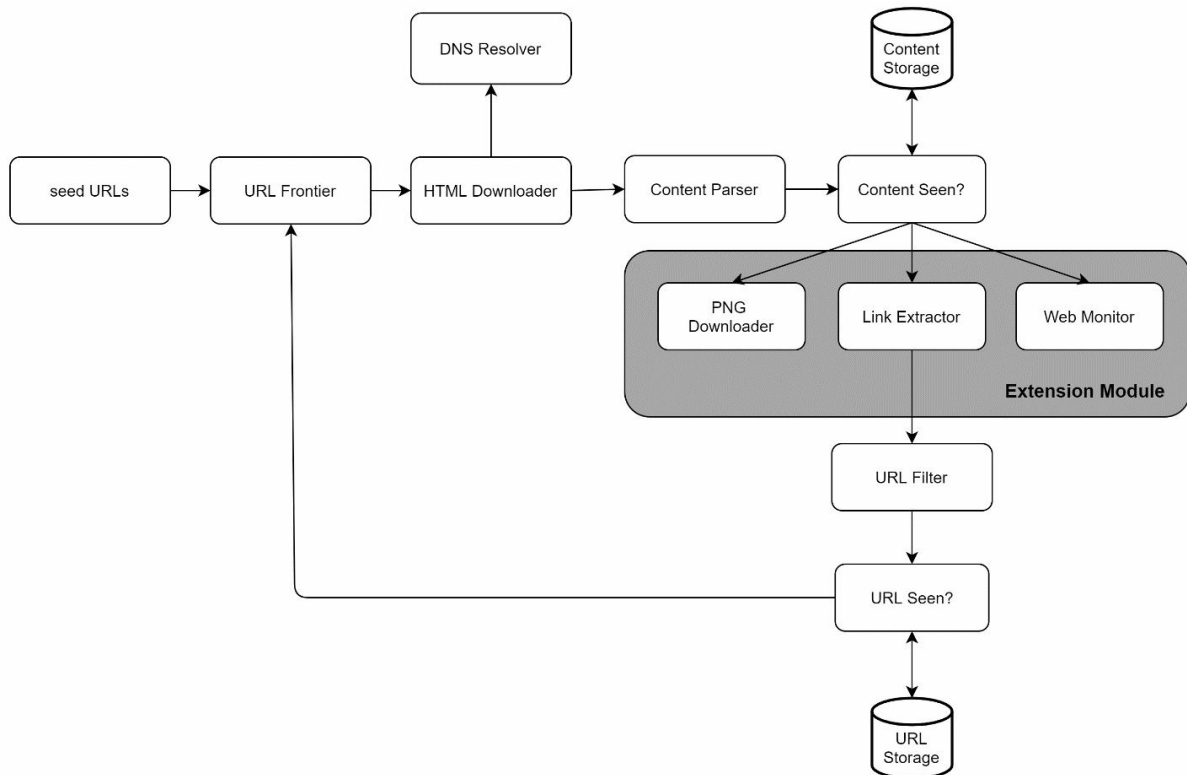 DNS Resolver
Content
Storage
seed URLs
URL Frontier
HTML Downloader
Content Parser
Content Seen?
PNG
Downloader
Link Extractor
Web Monitor
Extension Module
URL Filter
URL Seen?
URL
Storage